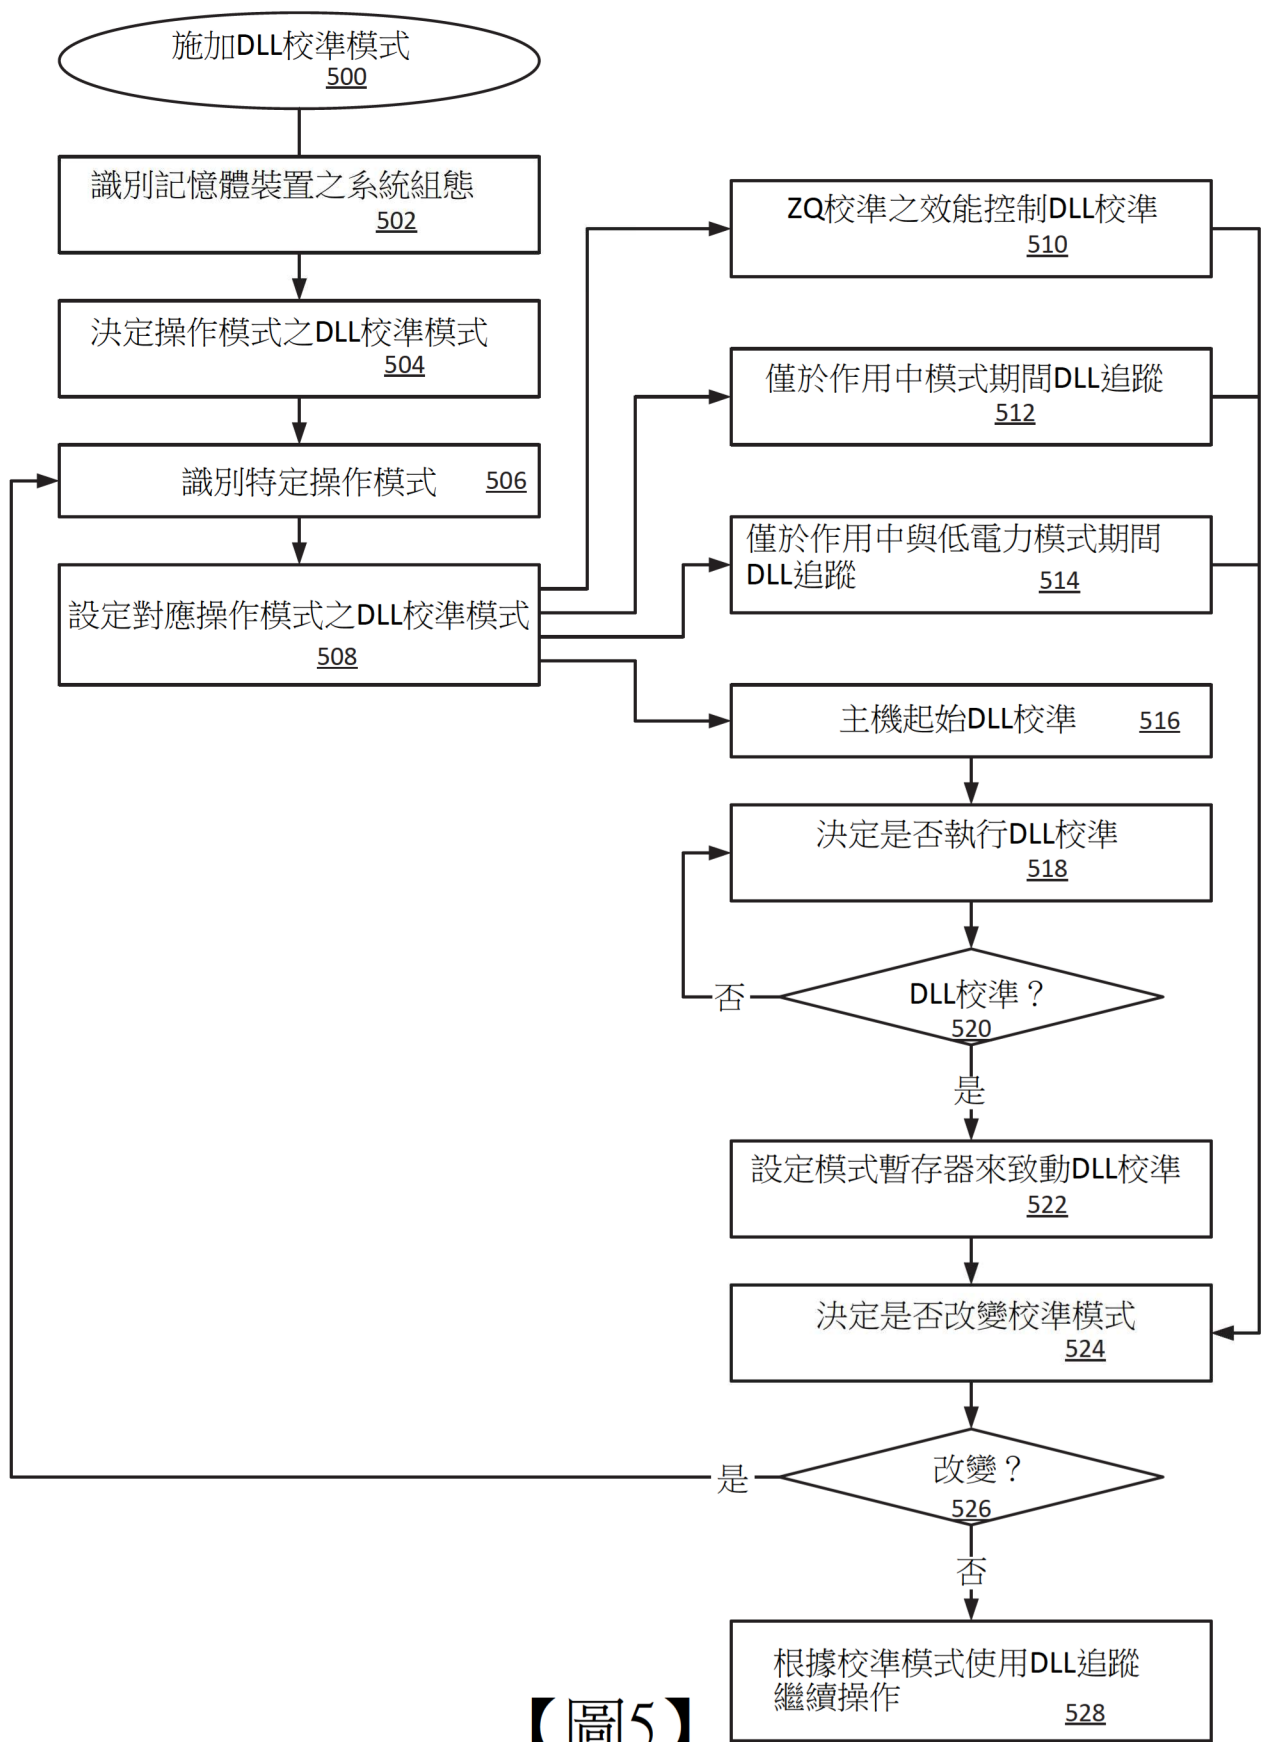 施加DLL校準模式
500
識別記憶體裝置之系統組態
502
決定操作模式之DLL校準模式
504
識別特定操作模式 506
設定對應操作模式之DLL校準模式
508
ZQ校準之效能控制DLL校準
510
僅於作用中模式期間DLL追蹤
512
僅於作用中與低電力模式期間
DLL追蹤 514
主機起始DLL校準 516
決定是否執行DLL校準
518
DLL校準？
520
否
是
設定模式暫存器來致動DLL校準
522
決定是否改變校準模式
524
改變？
526
是
否
根據校準模式使用DLL追蹤
繼續操作 528
【圖5】